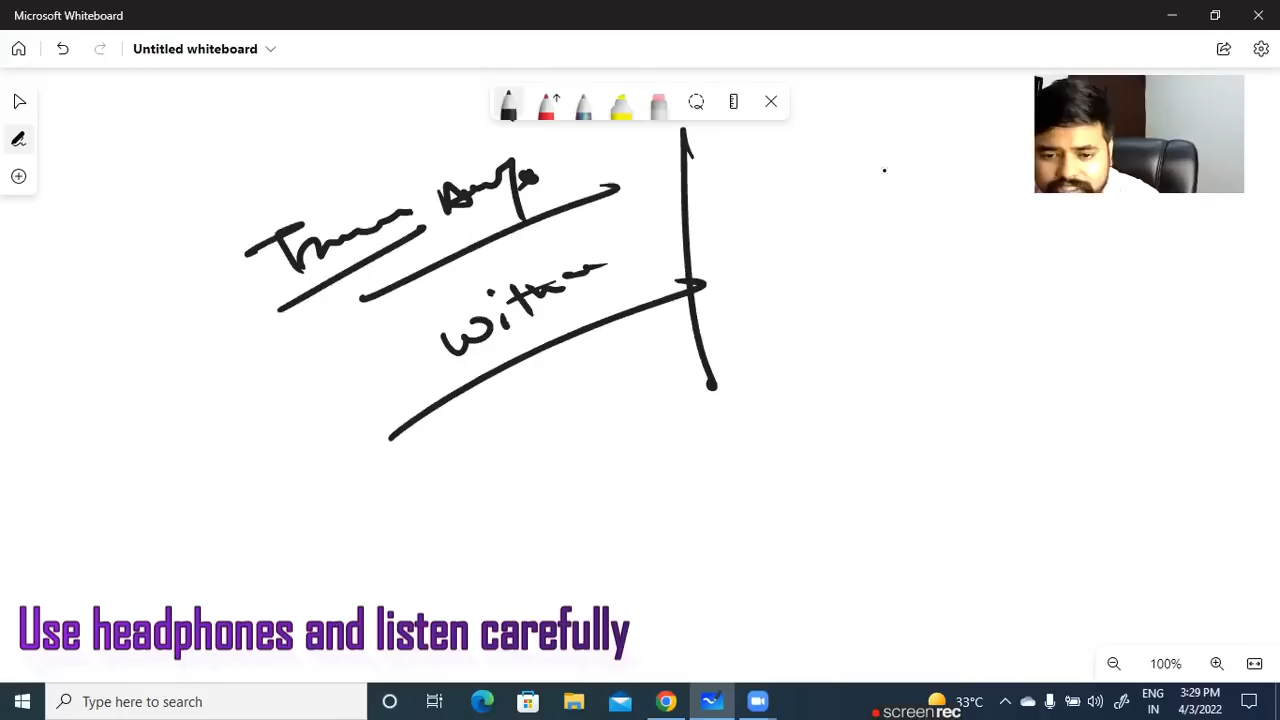 Microsoft Whiteboard
Untitled whiteboard
Use headphones and listen carefully
100%
Type here to search
33°C
ENG
IN
3:29 PM
4/3/2022
screenrec